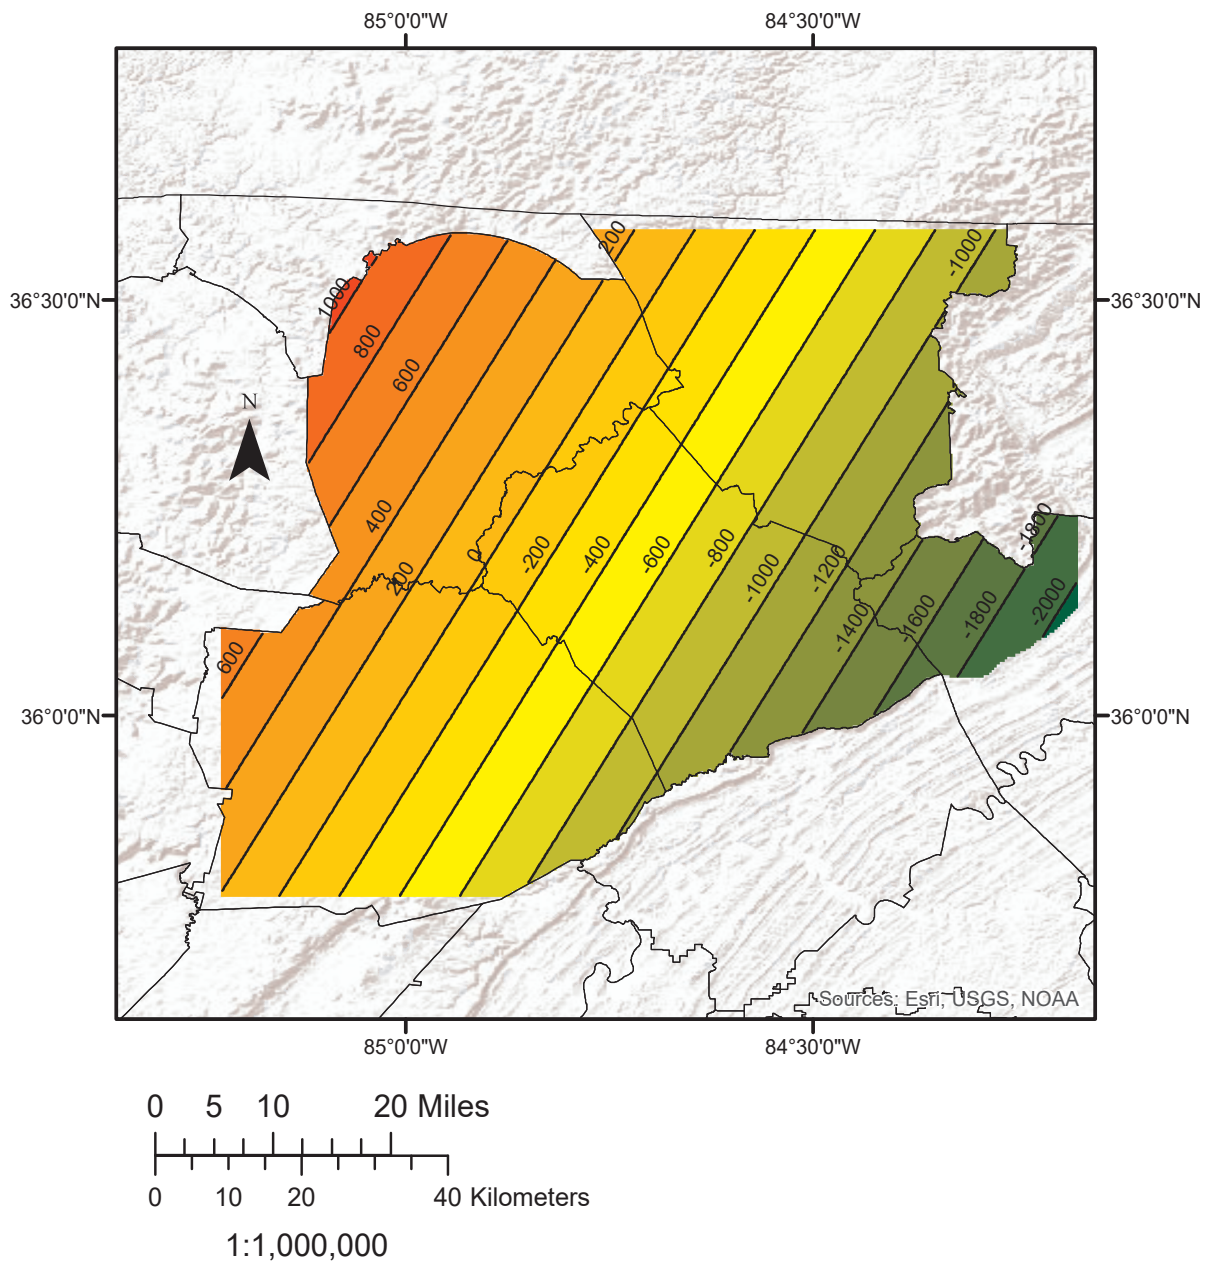 85°0'0"W 84°30'0"W
200
-1000
1000
36°30'0"N 36°30'0"N
800
600
N
400
-1800
0 -200 -400 -600 -800 -1000 -1200
200
-1400 -1600 -1800 -2000
600
36°0'0"N 36°0'0"N
Sources: Esri, USGS, NOAA
85°0'0"W 84°30'0"W
0 5 10 20 Miles
0 10 20 40 Kilometers
1:1,000,000